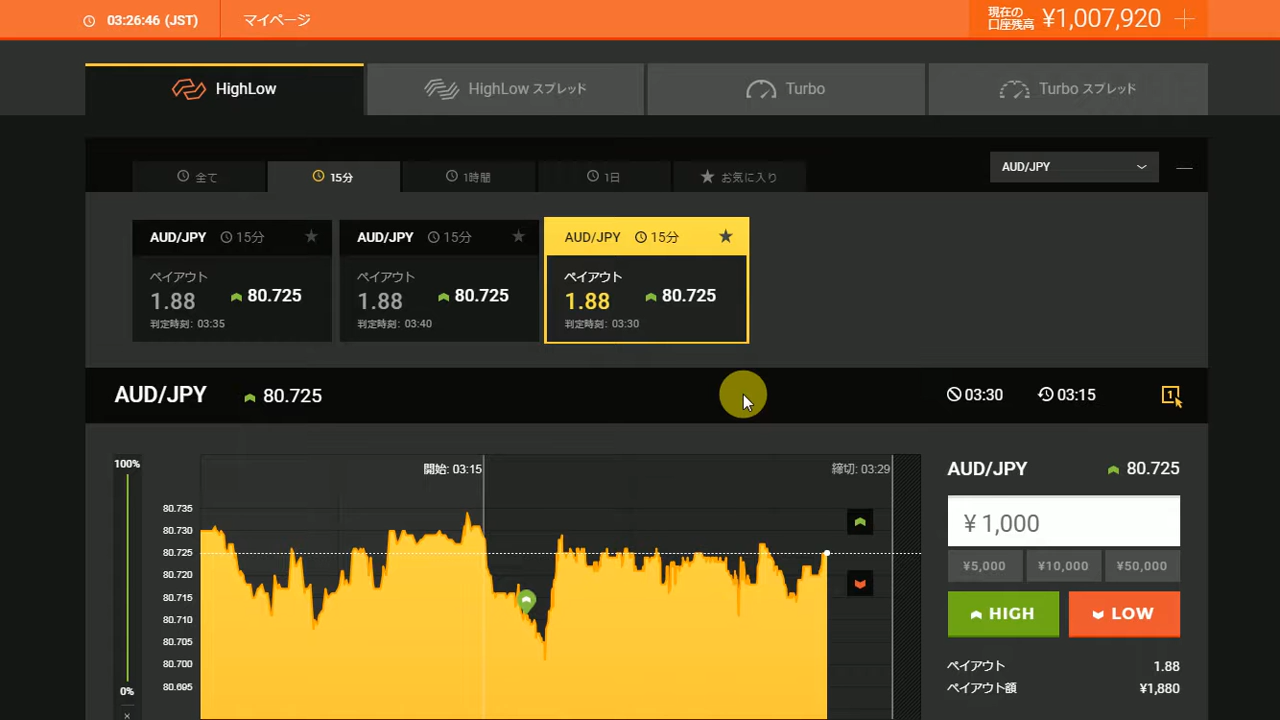 03:26:46 (JST)
マイページ
現在の
口座残高
¥1,007,920
HighLow
HighLow スプレッド
Turbo
Turbo スプレッド
全て
15分
1時間
1日
お気に入り
AUD/JPY
AUD/JPY 15分
ペイアウト
1.88 80.725
判定時刻: 03:35
AUD/JPY 15分
ペイアウト
1.88 80.725
判定時刻: 03:40
AUD/JPY 15分
ペイアウト
1.88 80.725
判定時刻: 03:30
AUD/JPY 80.725
03:30 03:15
1
100%
0%
×
開始: 03:15
締切: 03:29
80.735
80.730
80.725
80.720
80.715
80.710
80.705
80.700
80.695
AUD/JPY 80.725
¥ 1,000
¥5,000 ¥10,000 ¥50,000
HIGH LOW
ペイアウト 1.88
ペイアウト額 ¥1,880